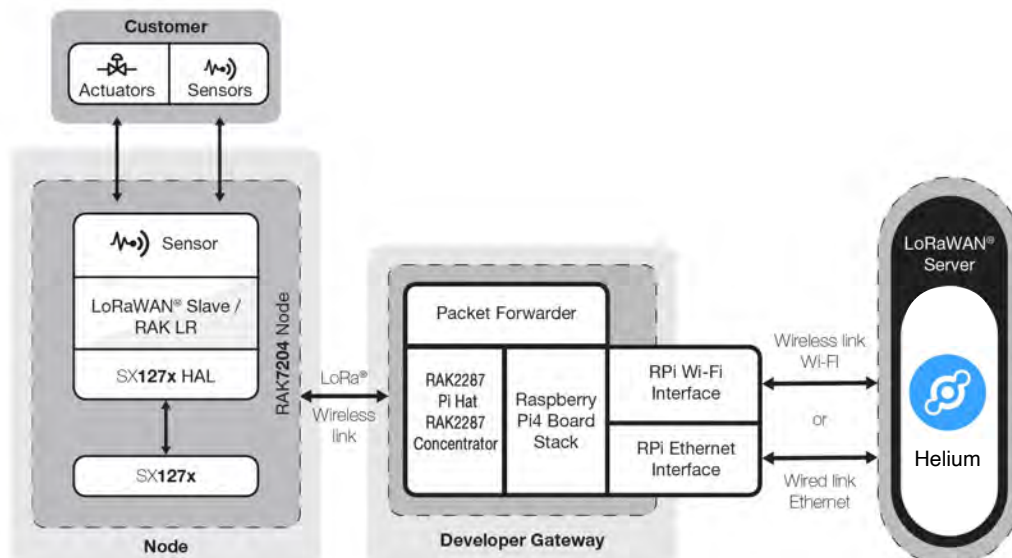 Customer
Actuators
Sensors
Sensor
LoRaWAN® Slave /
RAK LR
SX127x HAL
SX127x
RAK7204 Node
Node
LoRa®
Wireless
link
Packet Forwarder
RAK2287
Pi Hat
RAK2287
Concentrator
Raspberry
Pi4 Board
Stack
RPi Wi-Fi
Interface
RPi Ethernet
Interface
Developer Gateway
Wireless link
Wi-FI
or
Wired link
Ethernet
LoRaWAN®
Server
Helium